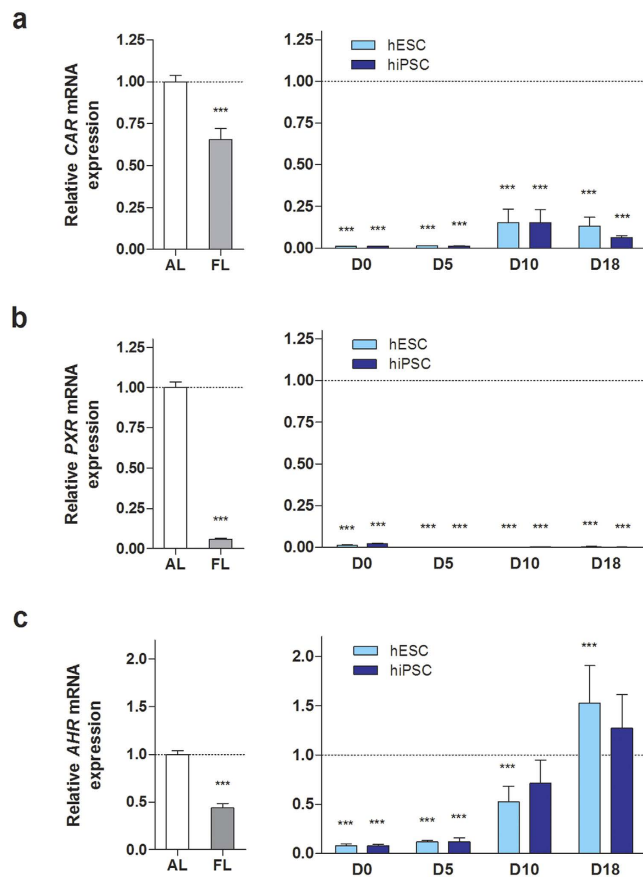 a
Relative CAR mRNA
expression
1.25
1.00
0.75
0.50
0.25
0.00
***
AL
FL
1.25
1.00
0.75
0.50
0.25
0.00
hESC
hiPSC
*** *** *** *** *** *** *** ***
D0
D5
D10
D18
b
Relative PXR mRNA
expression
1.25
1.00
0.75
0.50
0.25
0.00
***
AL
FL
1.25
1.00
0.75
0.50
0.25
0.00
hESC
hiPSC
*** *** *** *** *** *** *** ***
D0
D5
D10
D18
c
Relative AHR mRNA
expression
2.0
1.5
1.0
0.5
0.0
***
AL
FL
2.0
1.5
1.0
0.5
0.0
hESC
hiPSC
*** *** *** *** *** ***
D0
D5
D10
D18